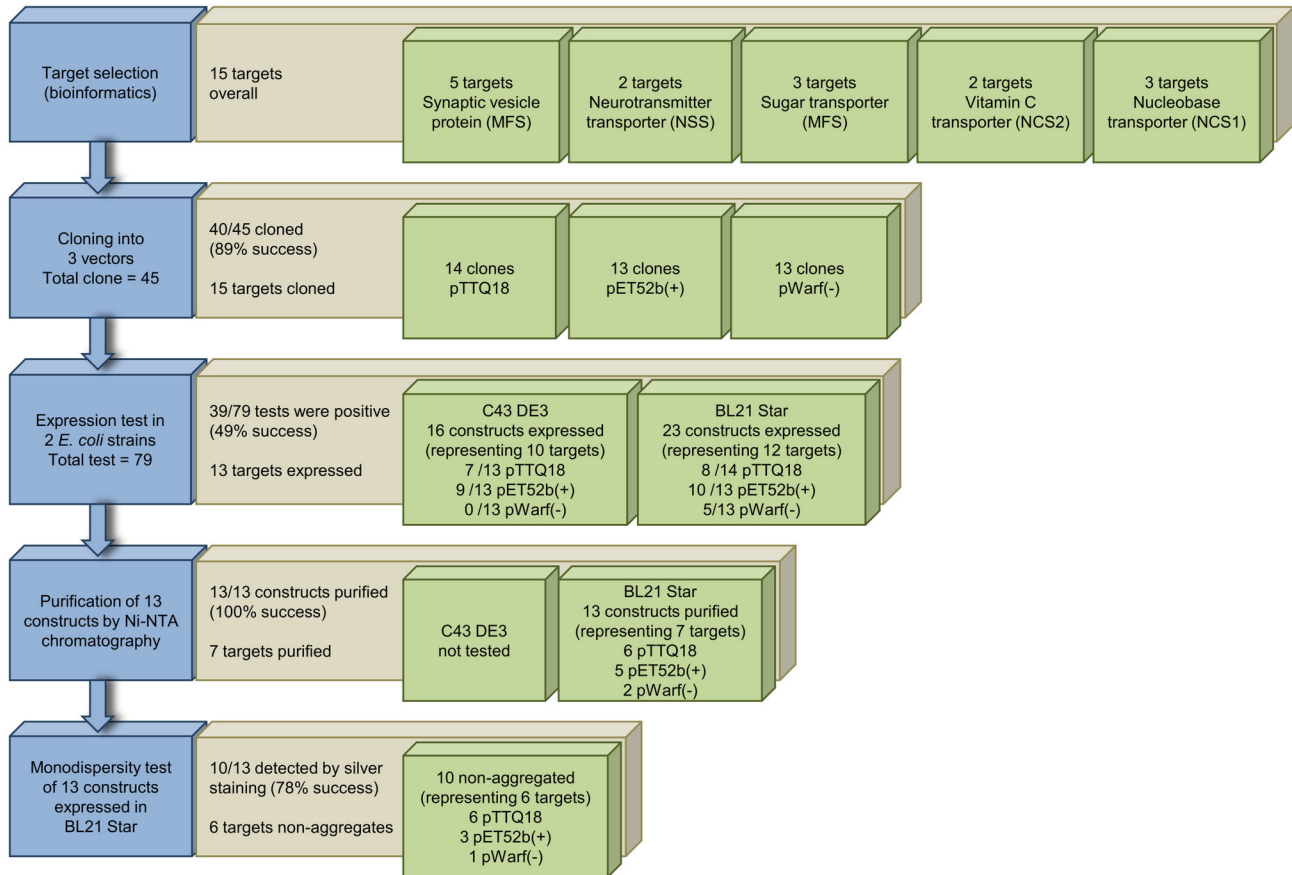 Target selection
(bioinformatics)
15 targets
overall
5 targets
Synaptic vesicle
protein (MFS)
2 targets
Neurotransmitter
transporter (NSS)
3 targets
Sugar transporter
(MFS)
2 targets
Vitamin C
transporter (NCS2)
3 targets
Nucleobase
transporter (NCS1)
Cloning into
3 vectors
Total clone = 45
40/45 cloned
(89% success)
15 targets cloned
14 clones
pTTQ18
13 clones
pET52b(+)
13 clones
pWarf(-)
Expression test in
2 E. coli strains
Total test = 79
39/79 tests were positive
(49% success)
13 targets expressed
C43 DE3
16 constructs expressed
(representing 10 targets)
7 /13 pTTQ18
9 /13 pET52b(+)
0 /13 pWarf(-)
BL21 Star
23 constructs expressed
(representing 12 targets)
8 /14 pTTQ18
10 /13 pET52b(+)
5/13 pWarf(-)
Purification of 13
constructs by Ni-NTA
chromatography
13/13 constructs purified
(100% success)
7 targets purified
C43 DE3
not tested
BL21 Star
13 constructs purified
(representing 7 targets)
6 pTTQ18
5 pET52b(+)
2 pWarf(-)
Monodispersity test
of 13 constructs
expressed in
BL21 Star
10/13 detected by silver
staining (78% success)
6 targets non-aggregates
10 non-aggregated
(representing 6 targets)
6 pTTQ18
3 pET52b(+)
1 pWarf(-)